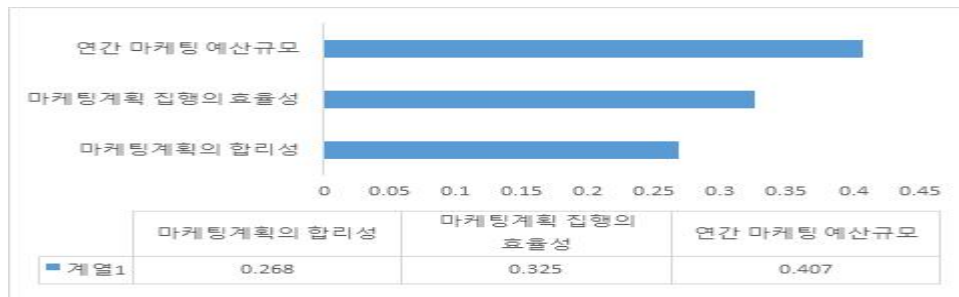 연간 마케팅 예산규모
마케팅계획 집행의 효율성
마케팅계획의 합리성
0 0.05 0.1 0.15 0.2 0.25 0.3 0.35 0.4 0.45
마케팅계획의 합리성
마케팅계획 집행의
효율성
연간 마케팅 예산규모
계열1 0.268 0.325 0.407